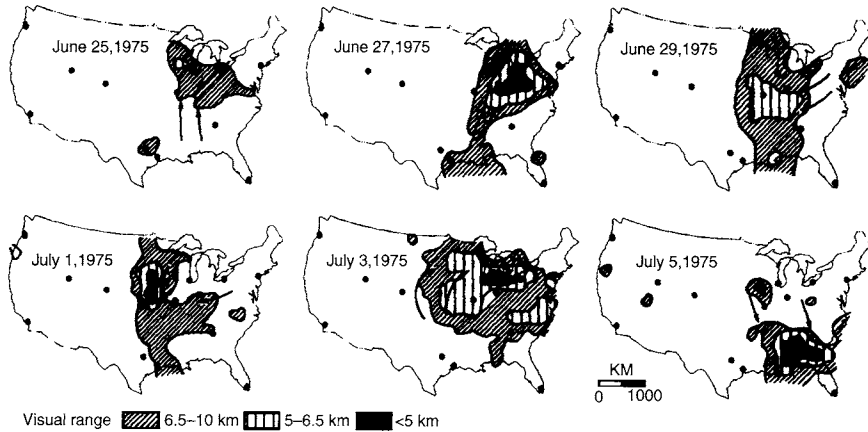 June 25,1975
June 27,1975
June 29,1975
July 1,1975
July 3,1975
July 5,1975
KM
0 1000
Visual range 6.5–10 km 5–6.5 km <5 km